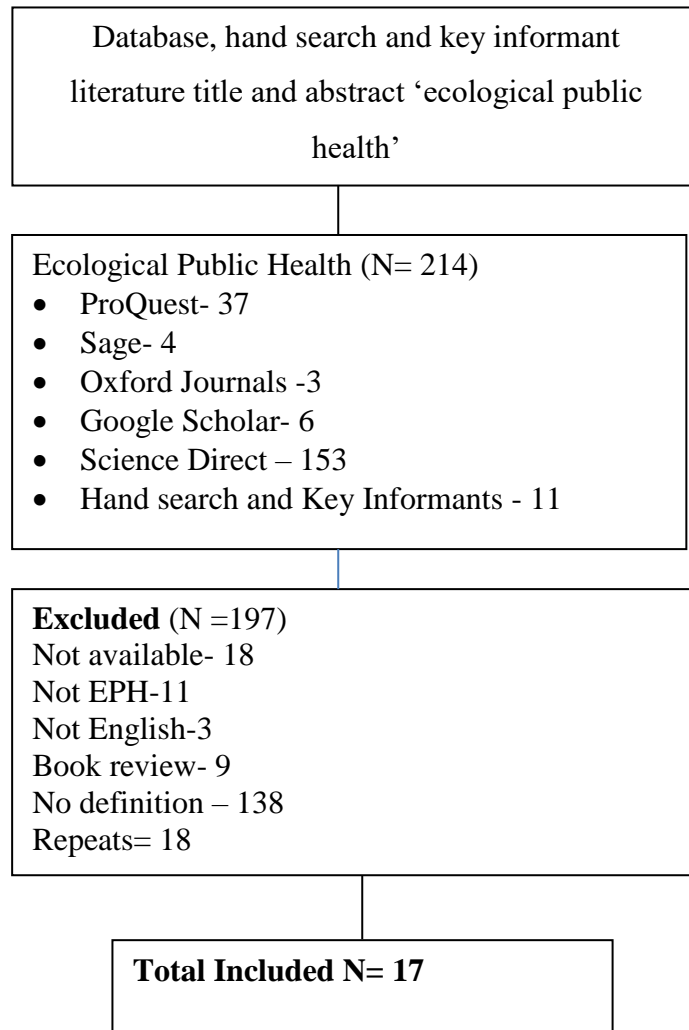 Database, hand search and key informant
literature title and abstract ‘ecological public
health’
Ecological Public Health (N= 214)
• ProQuest- 37
• Sage- 4
• Oxford Journals -3
• Google Scholar- 6
• Science Direct – 153
• Hand search and Key Informants - 11
Excluded (N =197)
Not available- 18
Not EPH-11
Not English-3
Book review- 9
No definition – 138
Repeats= 18
Total Included N= 17